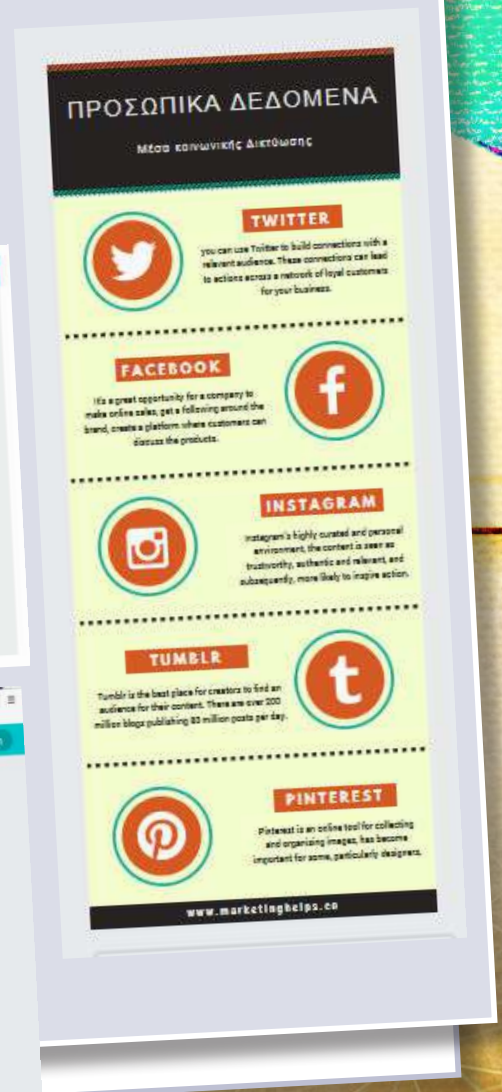 ΠΡΟΣΩΠΙΚΑ ΔΕΔΟΜΕΝΑ
Μέσα κοινωνικής Δικτύωσης
TWITTER
you can use Twitter to build connections with a
relevant audience. These connections can lead
to actions across a network of loyal customers
for your business.
FACEBOOK
It's a great opportunity for a company to
make online sales, get a following around the
brand, create a platform where customers can
discuss the products.
INSTAGRAM
Instagram's highly curated and personal
environment, the content is seen as
trustworthy, authentic and relevant, and
subsequently, more likely to inspire action.
TUMBLR
Tumblr is the best place for creators to find an
audience for their content. There are over 200
million blogs publishing 80 million posts per day.
PINTEREST
Pinterest is an online tool for collecting
and organizing images, has become
important for some, particularly designers.
www.marketinghelps.co